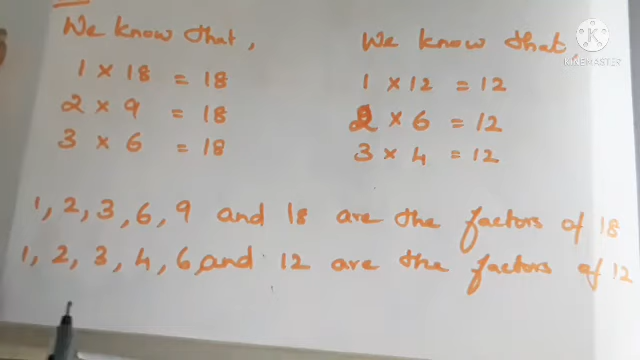 We know that,
1 × 18 = 18
2 × 9 = 18
3 × 6 = 18
We know that,
1 × 12 = 12
2 × 6 = 12
3 × 4 = 12
1, 2, 3, 6, 9 and 18 are the factors of 18
1, 2, 3, 4, 6, and 12 are the factors of 12
KINEMASTER